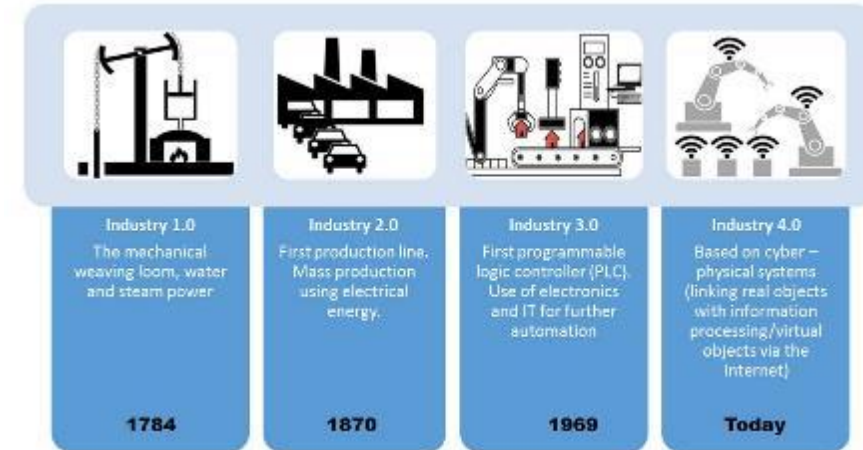 Industry 1.0
The mechanical
weaving loom, water
and steam power
1784
Industry 2.0
First production line.
Mass production
using electrical
energy.
1870
Industry 3.0
First programmable
logic controller (PLC).
Use of electronics
and IT for further
automation
1969
Industry 4.0
Based on cyber –
physical systems
(linking real objects
with information
processing/virtual
objects via the
Internet)
Today